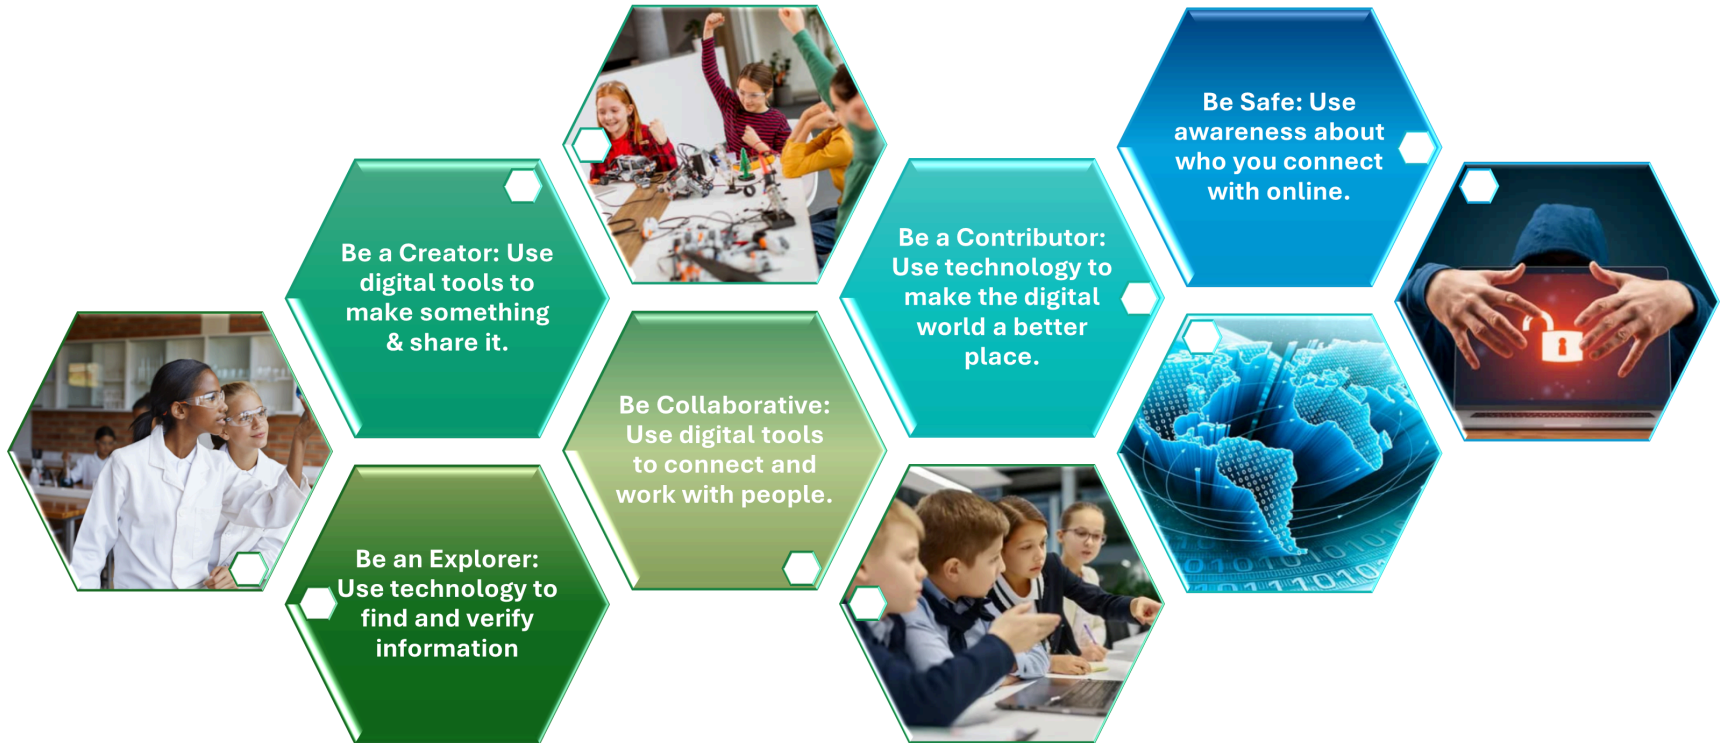 Be a Creator: Use
digital tools to
make something
& share it.
Be an Explorer:
Use technology to
find and verify
information
Be Collaborative:
Use digital tools
to connect and
work with people.
Be a Contributor:
Use technology to
make the digital
world a better
place.
Be Safe: Use
awareness about
who you connect
with online.